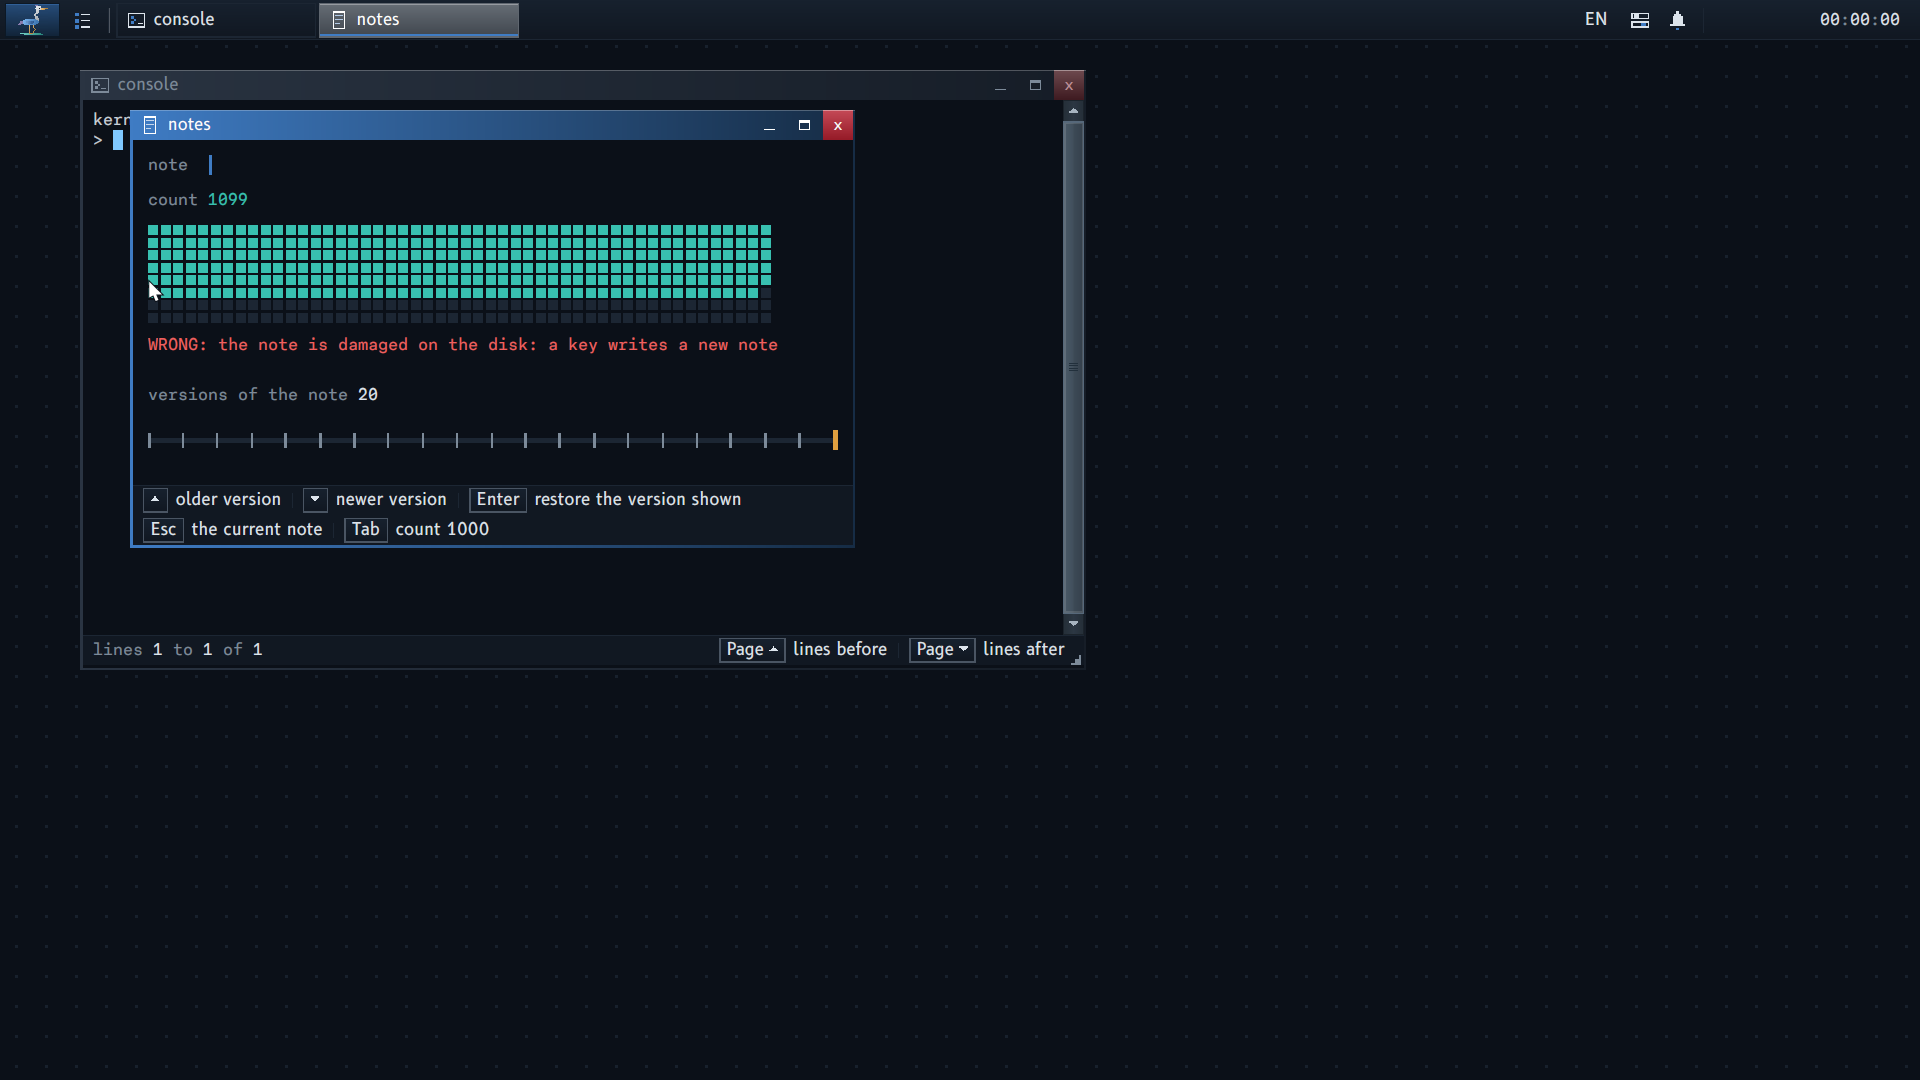 console
notes
EN
00:00:00
console
x
kern
>
notes
x
note
count 1099
WRONG: the note is damaged on the disk: a key writes a new note
versions of the note 20
older version
newer version
Enter restore the version shown
Esc the current note
Tab count 1000
lines 1 to 1 of 1
Page lines before
Page lines after